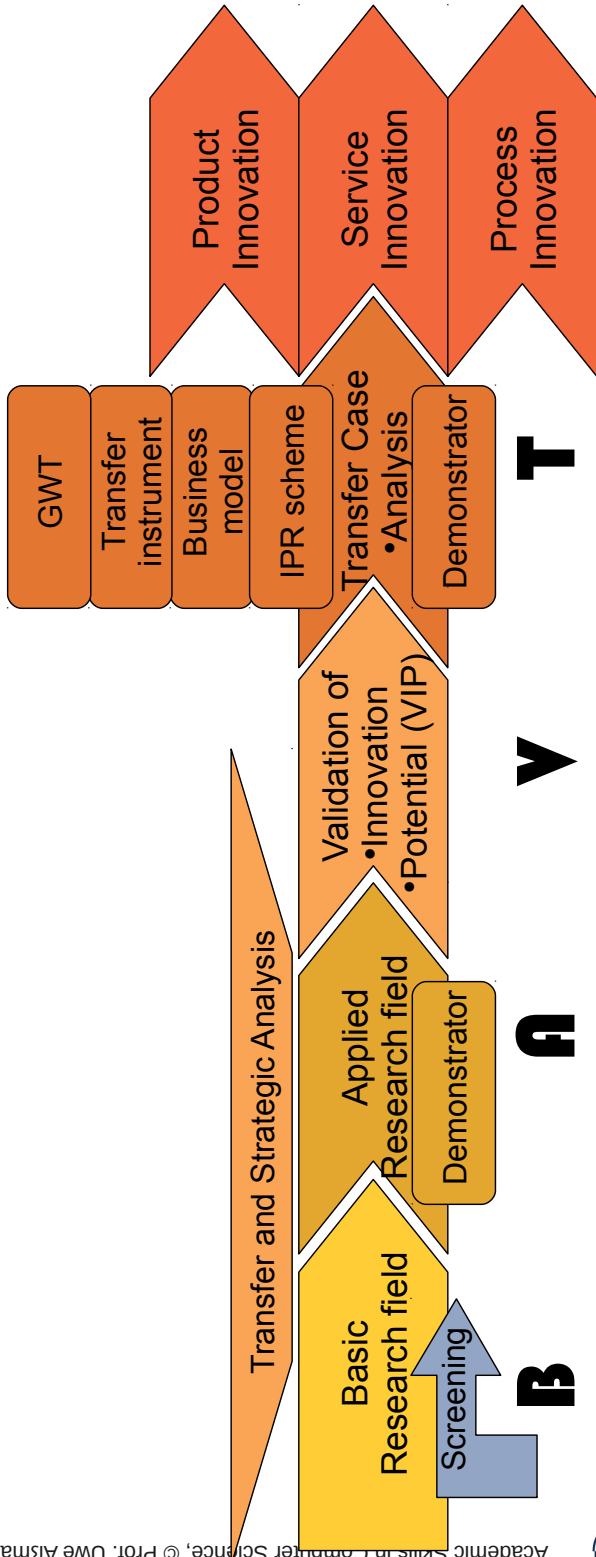 Transfer and Strategic Analysis
Basic
Research field
Screening
Applied
Research field
Demonstrator
Validation of
•Innovation
•Potential (VIP)
GWT
Transfer
instrument
Business
model
IPR scheme
Transfer Case
•Analysis
Demonstrator
Product
Innovation
Service
Innovation
Process
Innovation
B
A
V
T
Academic Skills in Computer Science, © Prof. Uwe